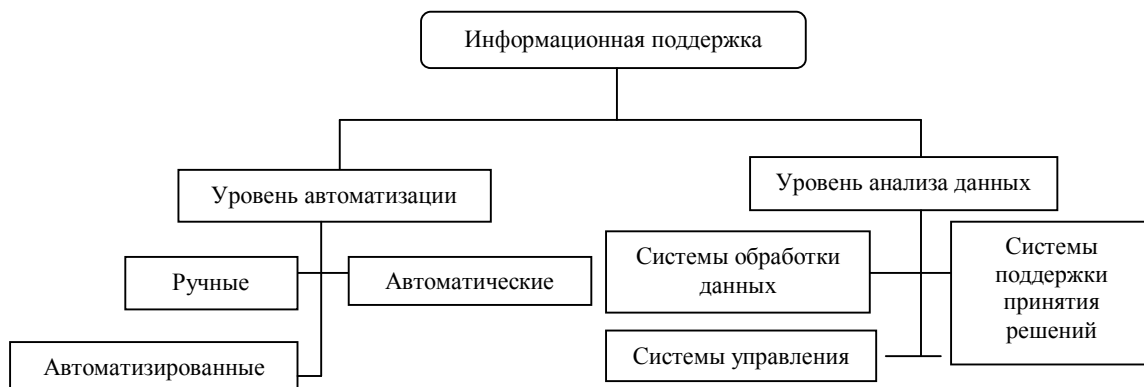 Информационная поддержка
Уровень автоматизации
Уровень анализа данных
Ручные
Автоматические
Автоматизированные
Системы обработки
данных
Системы
поддержки
принятия
решений
Системы управления